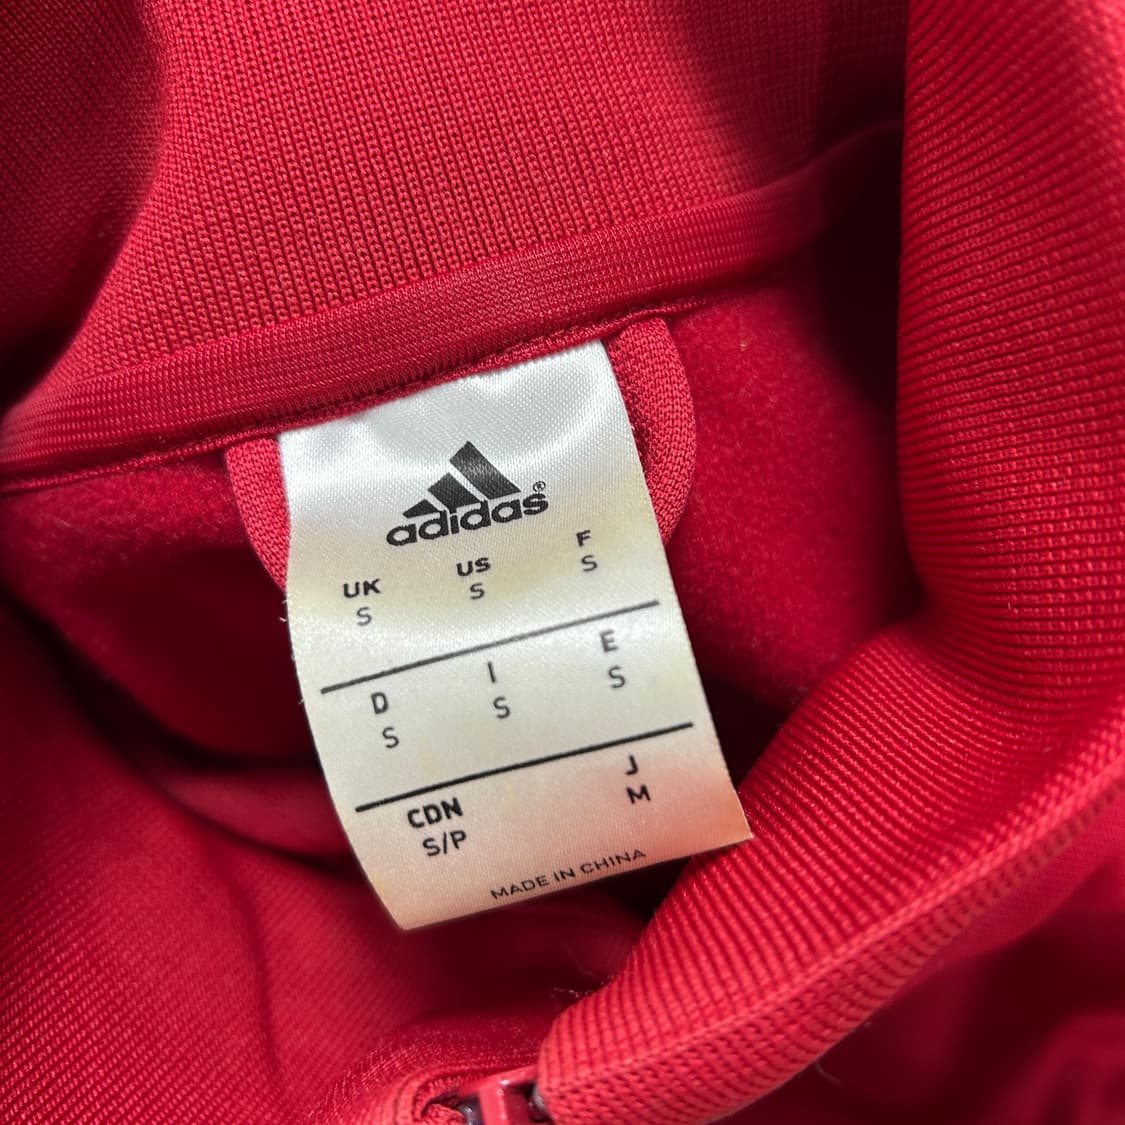 adidas®
UK US F
S S S
D I E
S S S
CDN J
S/P M
MADE IN CHINA